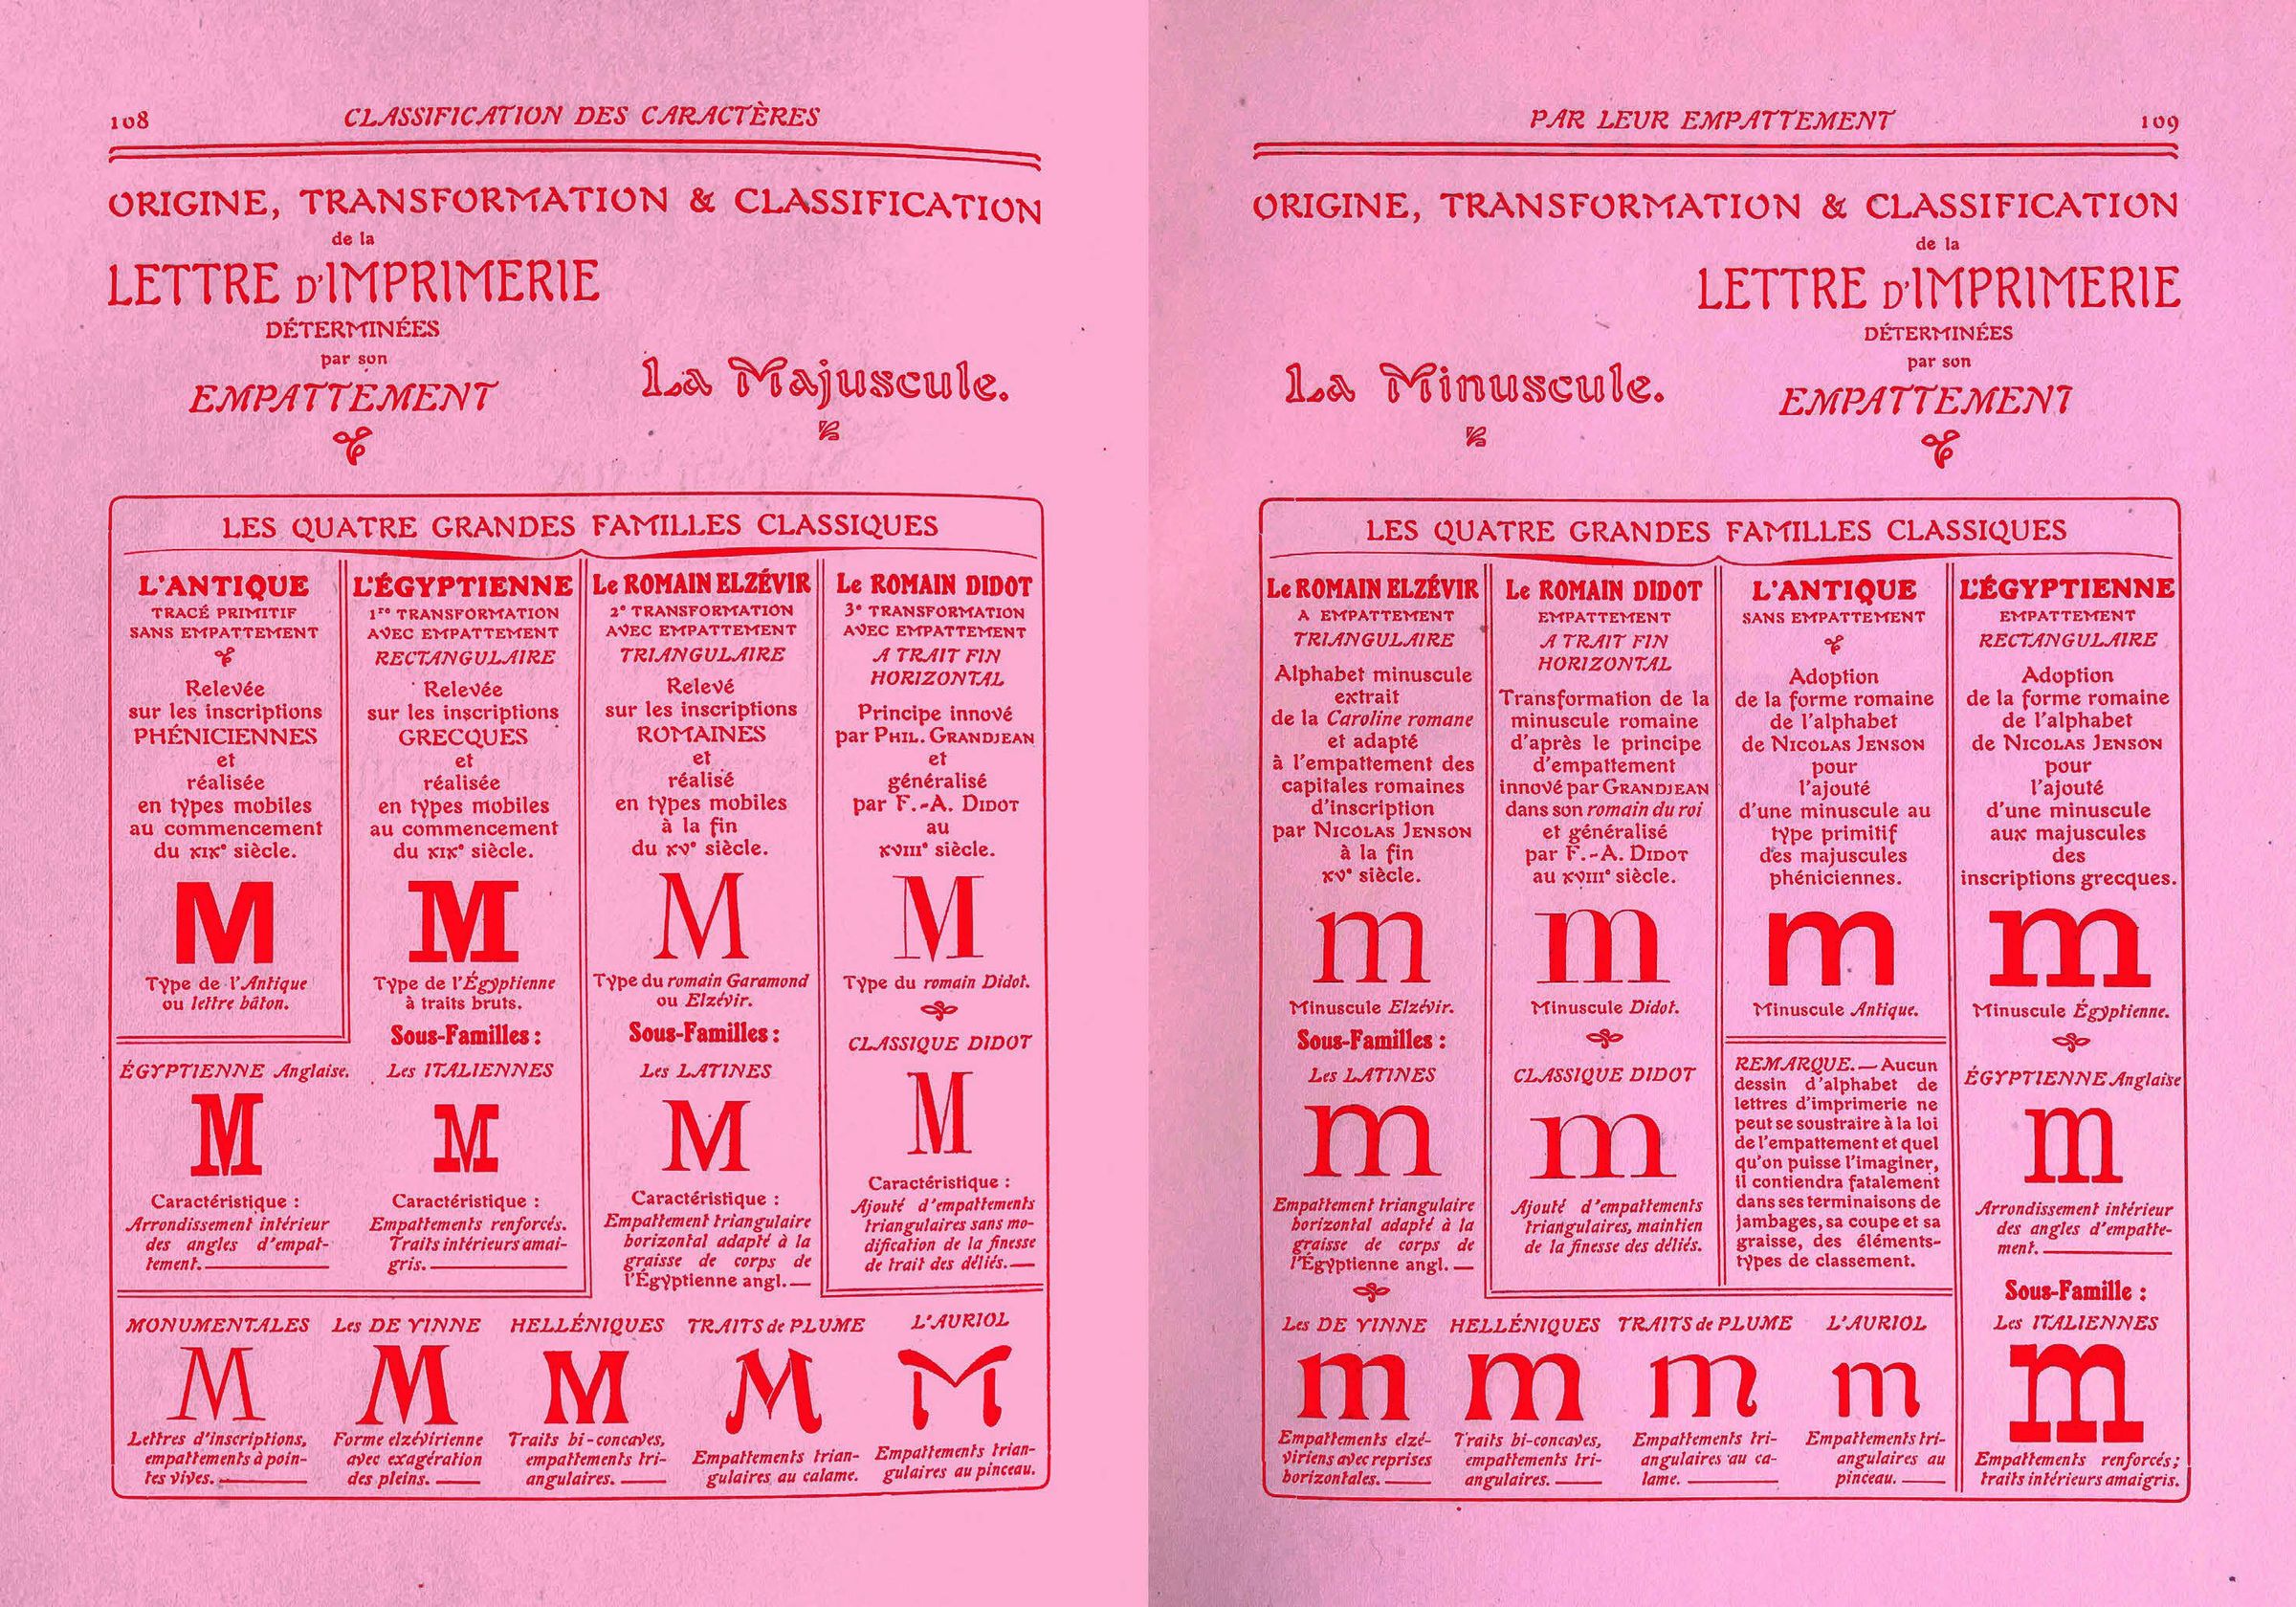 108
CLASSIFICATION DES CARACTÈRES
ORIGINE, TRANSFORMATION & CLASSIFICATION
de la
LETTRE D'IMPRIMERIE
DÉTERMINÉES
par son
EMPATTEMENT
La Majuscule.
LES QUATRE GRANDES FAMILLES CLASSIQUES
L'ANTIQUE
TRACÉ PRIMITIF
SANS EMPATTEMENT
Relevée
sur les inscriptions
PHÉNICIENNES
et
réalisée
en types mobiles
au commencement
du XIXe siècle.
M
Type de l'Antique
ou lettre bâton.
L'ÉGYPTIENNE
1re TRANSFORMATION
AVEC EMPATTEMENT
RECTANGULAIRE
Relevée
sur les inscriptions
GRECQUES
et
réalisée
en types mobiles
au commencement
du XIXe siècle.
M
Type de l'Égyptienne
à traits bruts.
Sous-Familles :
ÉGYPTIENNE Anglaise.
M
Caractéristique :
Arrondissement intérieur
des angles d'empat-
tement.
Les ITALIENNES
M
Caractéristique :
Empattements renforcés.
Traits intérieurs amai-
gris.
Le ROMAIN ELZÉVIR
2e TRANSFORMATION
AVEC EMPATTEMENT
TRIANGULAIRE
Relevé
sur les inscriptions
ROMAINES
et
réalisé
en types mobiles
à la fin
du XVe siècle.
M
Type du romain Garamond
ou Elzévir.
Sous-Familles :
Les LATINES
M
Caractéristique :
Empattement triangulaire
horizontal adapté à la
graisse de corps de
l'Égyptienne angl.
Le ROMAIN DIDOT
3e TRANSFORMATION
AVEC EMPATTEMENT
A TRAIT FIN
HORIZONTAL
Principe innové
par PHIL. GRANDJEAN
et
généralisé
par F.-A. DIDOT
au
XVIIIe siècle.
M
Type du romain Didot.
CLASSIQUE DIDOT
M
Caractéristique :
Ajouté d'empattements
triangulaires sans mo-
dification de la finesse
de trait des déliés.
MONUMENTALES
M
Lettres d'inscriptions,
empattements à poin-
tes vives.
Les DE VINNE
M
Forme elzévirienne
avec exagération
des pleins.
HELLÉNIQUES
M
Traits bi-concaves,
empattements tri-
angulaires.
TRAITS de PLUME
M
Empattements trian-
gulaires au calame.
L'AURIOL
M
Empattements trian-
gulaires au pinceau.
PAR LEUR EMPATTEMENT
109
ORIGINE, TRANSFORMATION & CLASSIFICATION
de la
LETTRE D'IMPRIMERIE
DÉTERMINÉES
par son
EMPATTEMENT
La Minuscule.
LES QUATRE GRANDES FAMILLES CLASSIQUES
Le ROMAIN ELZÉVIR
A EMPATTEMENT
TRIANGULAIRE
Alphabet minuscule
extrait
de la Caroline romane
et adapté
à l'empattement des
capitales romaines
d'inscription
par NICOLAS JENSON
à la fin
XVe siècle.
m
Minuscule Elzévir.
Sous-Familles :
Les LATINES
m
Empattement triangulaire
horizontal adapté à la
graisse de corps de
l'Égyptienne angl.
Le ROMAIN DIDOT
EMPATTEMENT
A TRAIT FIN
HORIZONTAL
Transformation de la
minuscule romaine
d'après le principe
d'empattement
innové par GRANDJEAN
dans son romain du roi
et généralisé
par F.-A. DIDOT
au XVIIIe siècle.
m
Minuscule Didot.
CLASSIQUE DIDOT
m
Ajouté d'empattements
triangulaires, maintien
de la finesse des déliés.
L'ANTIQUE
SANS EMPATTEMENT
Adoption
de la forme romaine
de l'alphabet
de NICOLAS JENSON
pour
l'ajouté
d'une minuscule au
type primitif
des majuscules
phéniciennes.
m
Minuscule Antique.
REMARQUE. — Aucun
dessin d'alphabet de
lettres d'imprimerie ne
peut se soustraire à la loi
de l'empattement et quel
qu'on puisse l'imaginer,
il contiendra fatalement
dans ses terminaisons de
jambages, sa coupe et sa
graisse, des éléments-
types de classement.
L'ÉGYPTIENNE
EMPATTEMENT
RECTANGULAIRE
Adoption
de la forme romaine
de l'alphabet
de NICOLAS JENSON
pour
l'ajouté
d'une minuscule
aux majuscules
des
inscriptions grecques.
m
Minuscule Égyptienne.
ÉGYPTIENNE Anglaise
m
Arrondissement intérieur
des angles d'empatte-
ment.
Sous-Famille :
Les ITALIENNES
m
Empattements renforcés;
traits intérieurs amaigris.
Les DE VINNE
m
Empattements elzé-
viriens avec reprises
horizontales.
HELLÉNIQUES
m
Traits bi-concaves,
empattements tri-
angulaires.
TRAITS de PLUME
m
Empattements tri-
angulaires au ca-
lame.
L'AURIOL
m
Empattements tri-
angulaires au
pinceau.